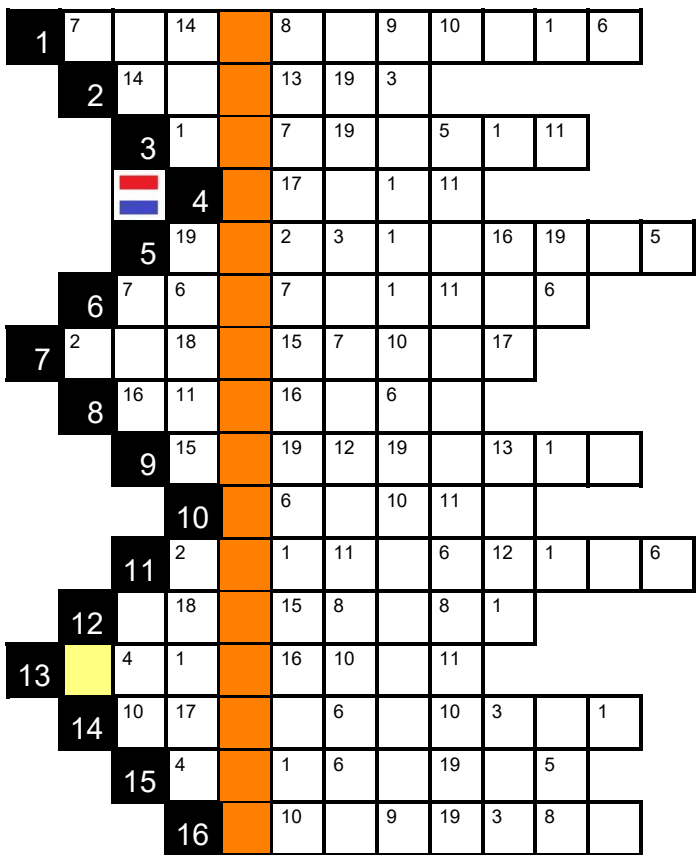 1 7 14 8 9 10 1 6
2 14 13 19 3
3 1 7 19 5 1 11
4 17 1 11
5 19 2 3 1 16 19 5
6 7 6 7 1 11 6
7 2 18 15 7 10 17
8 16 11 16 6
9 15 19 12 19 13 1
10 6 10 11
11 2 1 11 6 12 1 6
12 18 15 8 8 1
13 4 1 16 10 11
14 10 17 6 10 3 1
15 4 1 6 19 5
16 10 9 19 3 8